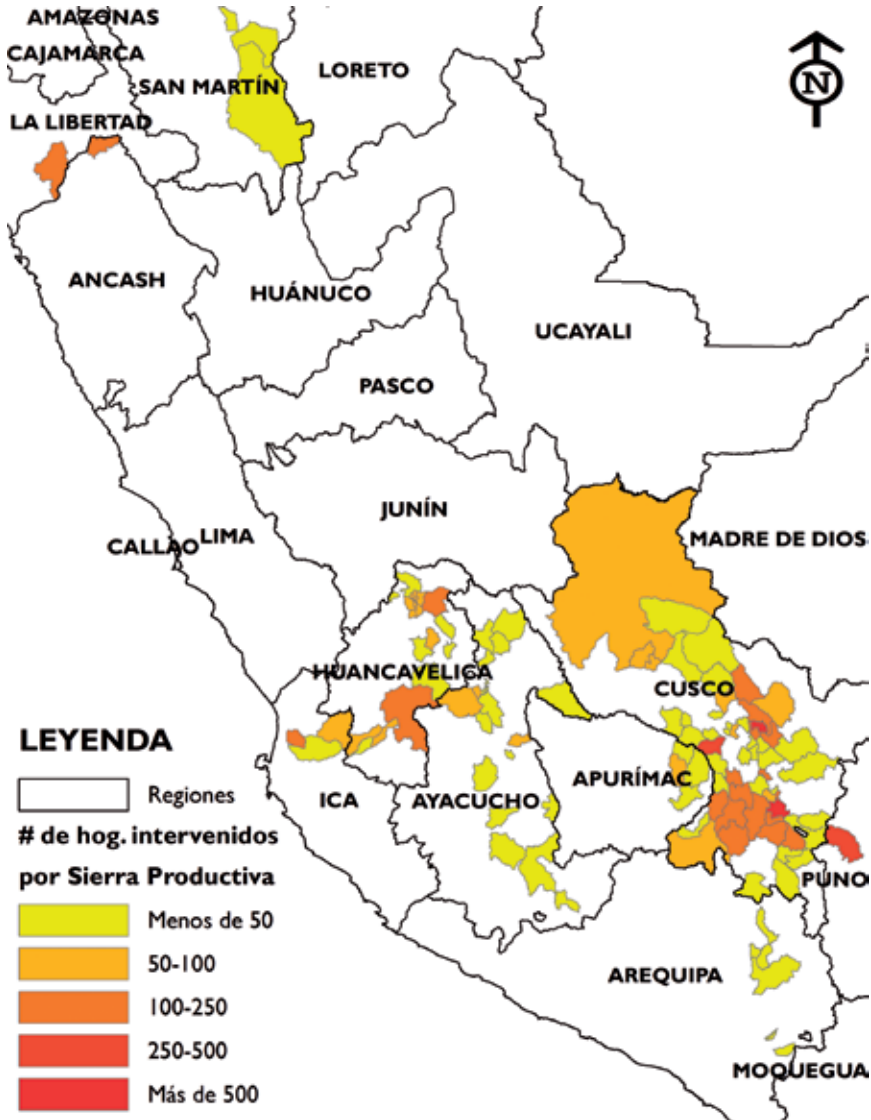 AMAZONAS
CAJAMARCA
LORETO
SAN MARTÍN
N
LA LIBERTAD
ANCASH
HUÁNUCO
UCAYALI
PASCO
JUNÍN
CALLAO
LIMA
MADRE DE DIOS
HUANCAVELICA
CUSCO
LEYENDA
Regiones
ICA
AYACUCHO
APURÍMAC
# de hog. intervenidos
por Sierra Productiva
PUNO
Menos de 50
50-100
AREQUIPA
100-250
250-500
MOQUEGUA
Más de 500